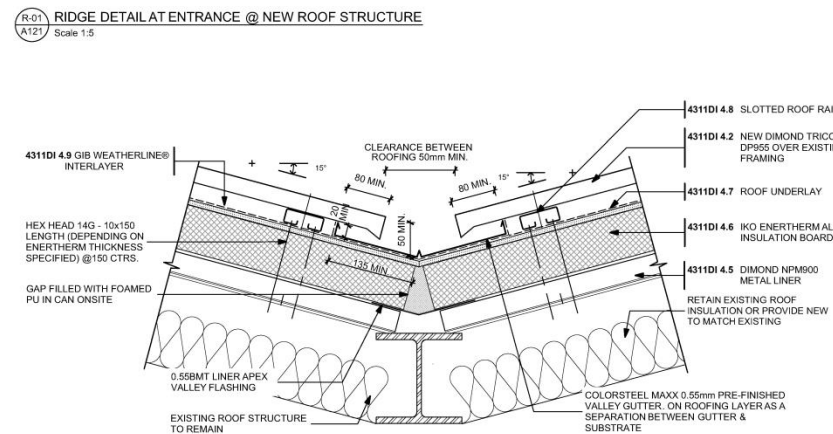 R-01
A121
RIDGE DETAIL AT ENTRANCE @ NEW ROOF STRUCTURE
Scale 1:5
4311DI 4.9 GIB WEATHERLINE®
INTERLAYER
HEX HEAD 14G - 10x150
LENGTH (DEPENDING ON
ENERTHERM THICKNESS
SPECIFIED) @150 CTRS.
GAP FILLED WITH FOAMED
PU IN CAN ONSITE
0.55BMT LINER APEX
VALLEY FLASHING
EXISTING ROOF STRUCTURE
TO REMAIN
CLEARANCE BETWEEN
ROOFING 50mm MIN.
15°
80 MIN.
20
MIN.
50 MIN.
80 MIN.
15°
135 MIN.
4311DI 4.8 SLOTTED ROOF RAI
4311DI 4.2 NEW DIMOND TRICO
DP955 OVER EXISTI
FRAMING
4311DI 4.7 ROOF UNDERLAY
4311DI 4.6 IKO ENERTHERM AL
INSULATION BOARD
4311DI 4.5 DIMOND NPM900
METAL LINER
RETAIN EXISTING ROOF
INSULATION OR PROVIDE NEW
TO MATCH EXISTING
COLORSTEEL MAXX 0.55mm PRE-FINISHED
VALLEY GUTTER. ON ROOFING LAYER AS A
SEPARATION BETWEEN GUTTER &
SUBSTRATE